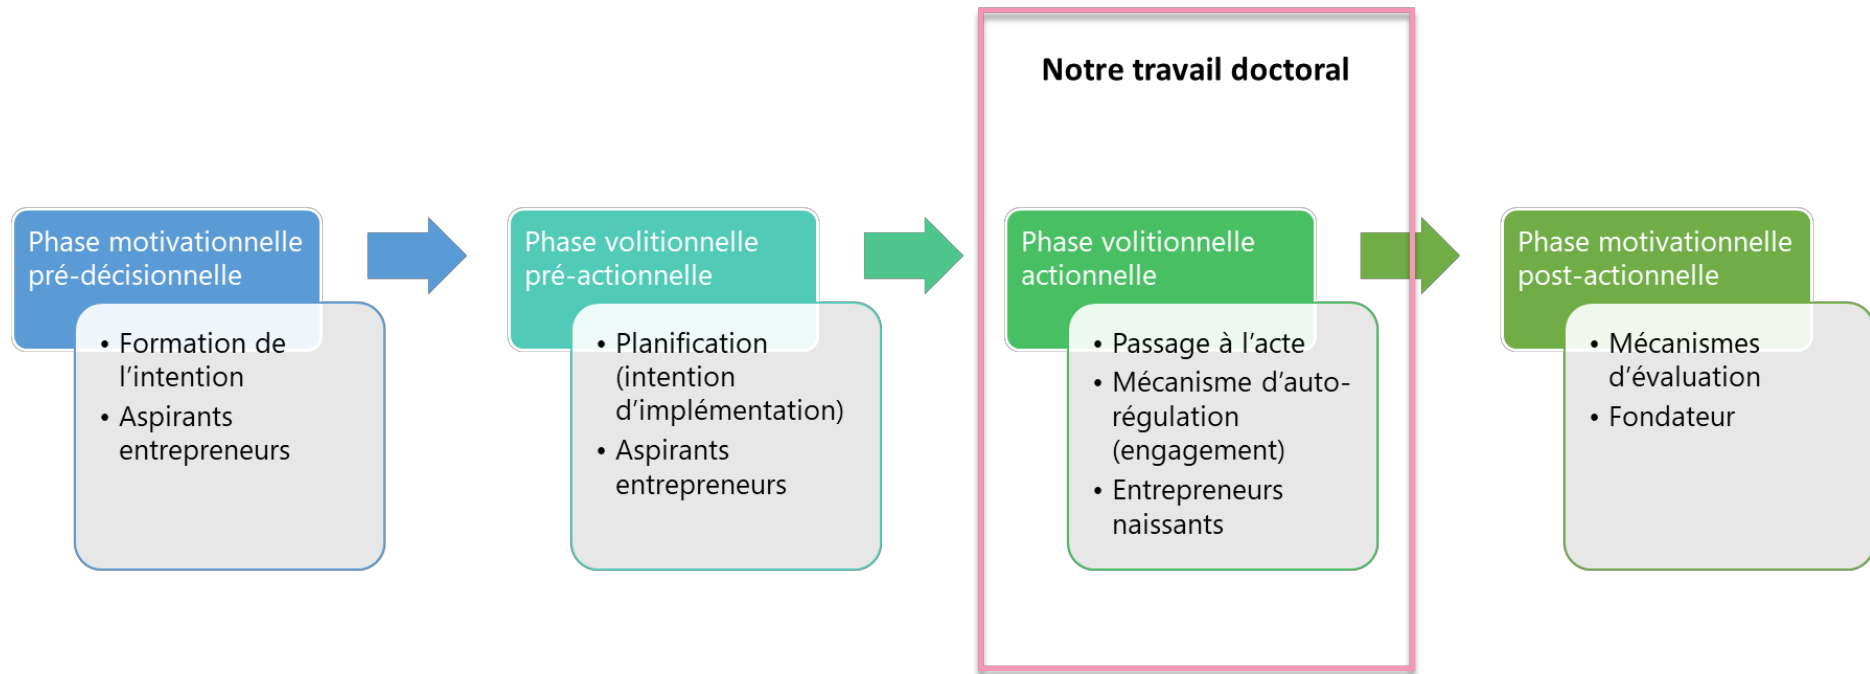 Notre travail doctoral
Phase motivationnelle
pré-décisionnelle
• Formation de
l'intention
• Aspirants
entrepreneurs
Phase volitionnelle
pré-actionnelle
• Planification
(intention
d'implémentation)
• Aspirants
entrepreneurs
Phase volitionnelle
actionnelle
• Passage à l'acte
• Mécanisme d'auto-
régulation
(engagement)
• Entrepreneurs
naissants
Phase motivationnelle
post-actionnelle
• Mécanismes
d'évaluation
• Fondateur